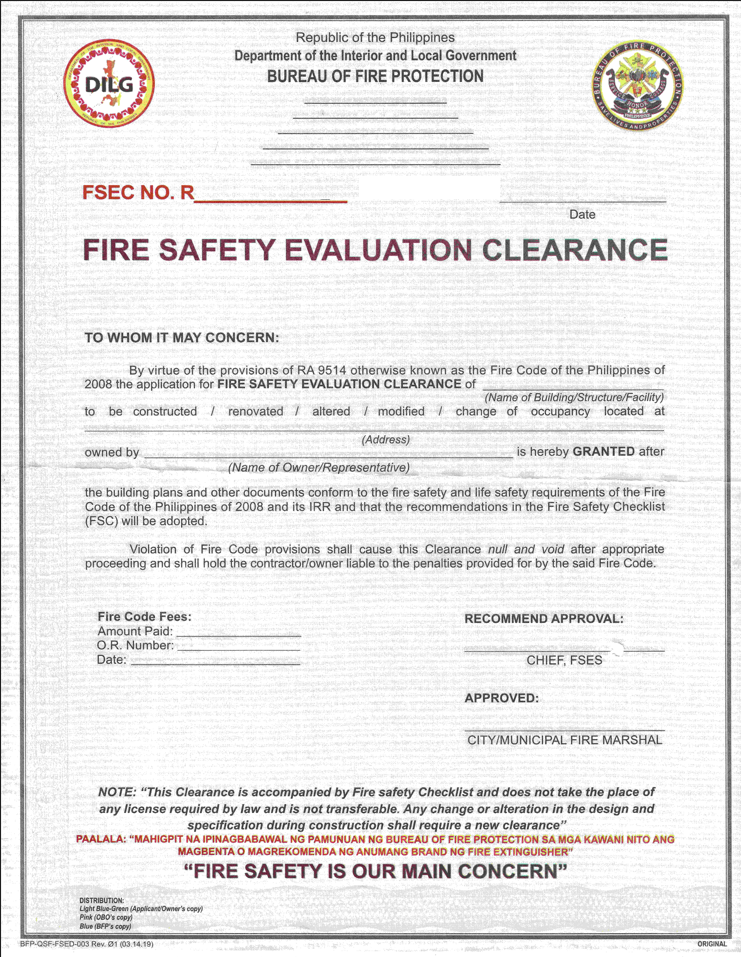 Republic of the Philippines
Department of the Interior and Local Government
BUREAU OF FIRE PROTECTION
DILG
BUREAU OF FIRE PROTECTION
HONOR
FSEC NO. R
Date
FIRE SAFETY EVALUATION CLEARANCE
TO WHOM IT MAY CONCERN:
By virtue of the provisions of RA 9514 otherwise known as the Fire Code of the Philippines of
2008 the application for FIRE SAFETY EVALUATION CLEARANCE of
(Name of Building/Structure/Facility)
to be constructed / renovated / altered / modified / change of occupancy located at
(Address)
owned by is hereby GRANTED after
(Name of Owner/Representative)
the building plans and other documents conform to the fire safety and life safety requirements of the Fire
Code of the Philippines of 2008 and its IRR and that the recommendations in the Fire Safety Checklist
(FSC) will be adopted.
Violation of Fire Code provisions shall cause this Clearance null and void after appropriate
proceeding and shall hold the contractor/owner liable to the penalties provided for by the said Fire Code.
Fire Code Fees:
Amount Paid:
O.R. Number:
Date:
RECOMMEND APPROVAL:
CHIEF, FSES
APPROVED:
CITY/MUNICIPAL FIRE MARSHAL
NOTE: “This Clearance is accompanied by Fire safety Checklist and does not take the place of
any license required by law and is not transferable. Any change or alteration in the design and
specification during construction shall require a new clearance”
PAALALA: “MAHIGPIT NA IPINAGBABAWAL NG PAMUNUAN NG BUREAU OF FIRE PROTECTION SA MGA KAWANI NITO ANG
MAGBENTA O MAGREKOMENDA NG ANUMANG BRAND NG FIRE EXTINGUISHER”
“FIRE SAFETY IS OUR MAIN CONCERN”
DISTRIBUTION:
Light Blue-Green (Applicant/Owner's copy)
Pink (OBO's copy)
Blue (BFP's copy)
BFP-QSF-FSED-003 Rev. Ø1 (03.14.19)
ORIGINAL